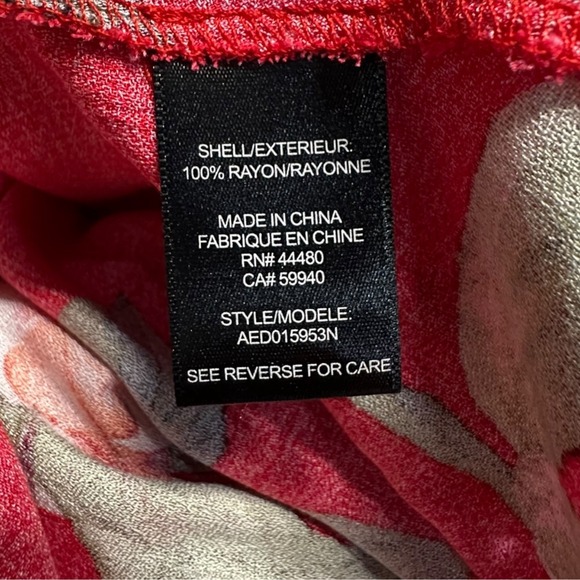 SHELL/EXTERIEUR:
100% RAYON/RAYONNE
MADE IN CHINA
FABRIQUE EN CHINE
RN# 44480
CA# 59940
STYLE/MODELE:
AED015953N
SEE REVERSE FOR CARE